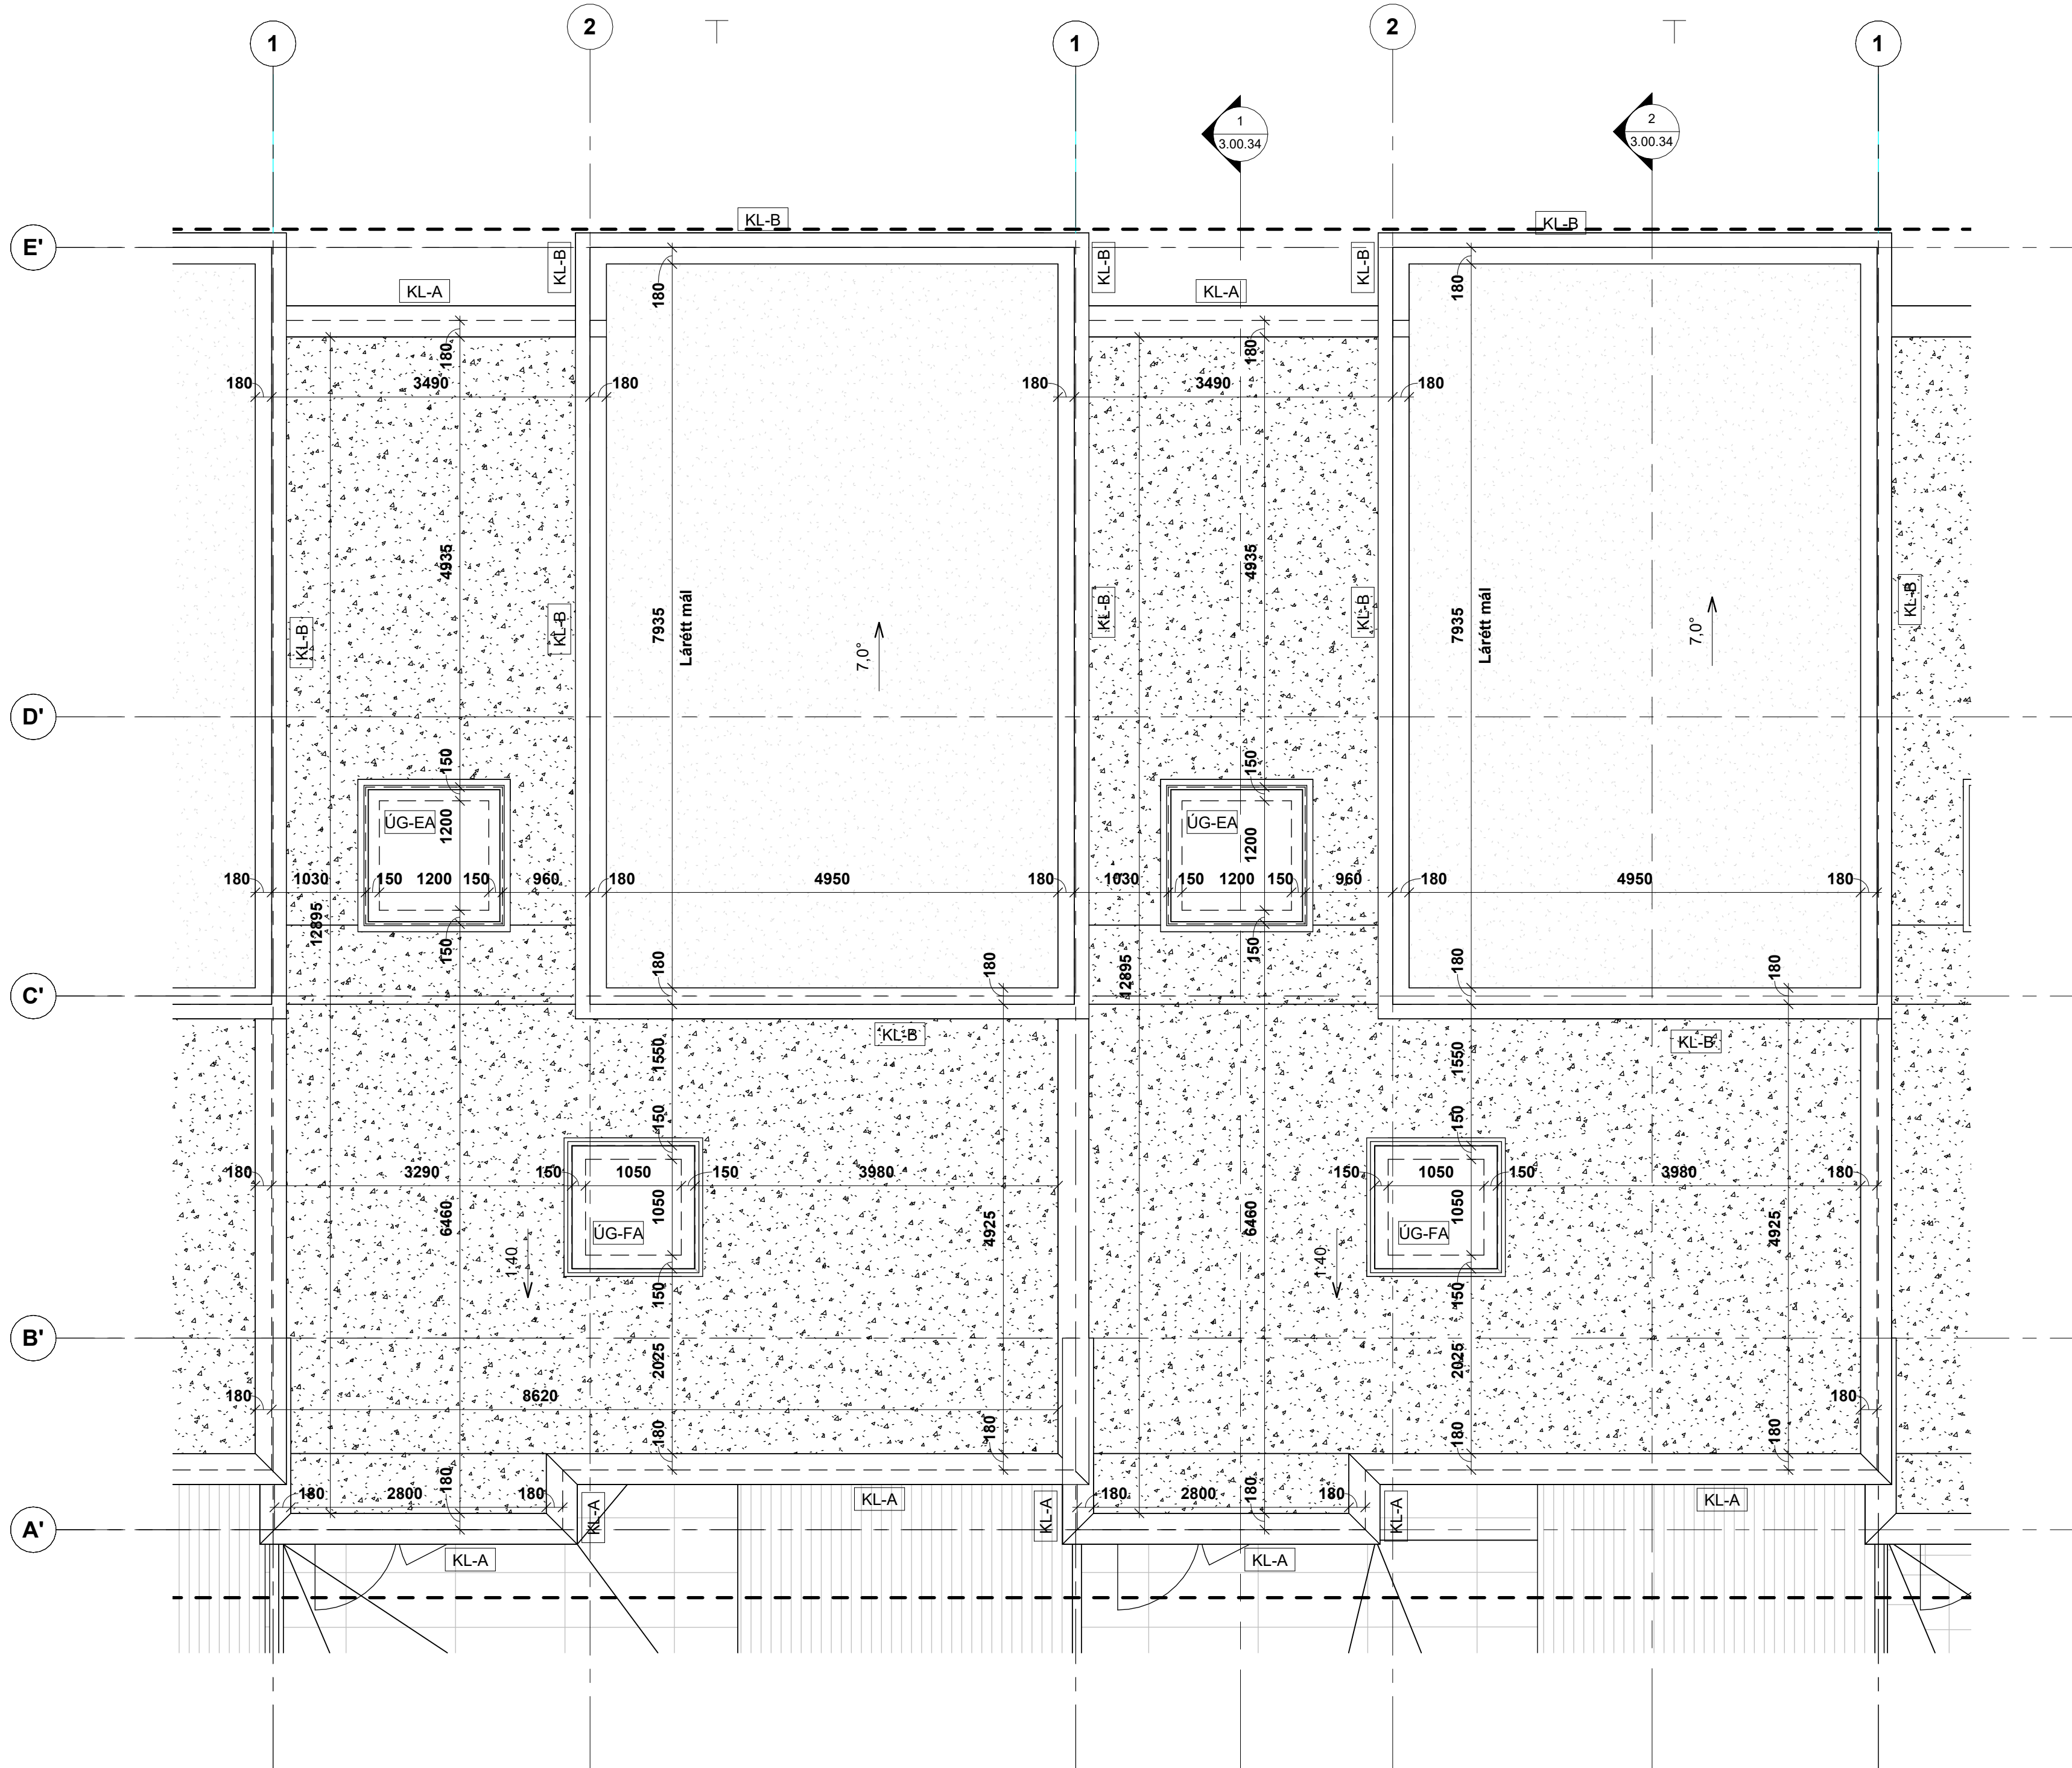 1 2 1 2 1
1 3.00.34
2 3.00.34
E'
KL-B KL-B
KL-B KL-B KL-B
KL-A KL-A
180 180
180 180
180 3490 180 180 3490 180
4935 4935
KL-B KL-B KL-B KL-B KL-B
7935 Lárétt mál 7,0° 7935 Lárétt mál 7,0°
D'
150 150
ÚG-EA ÚG-EA
1200 1200
180 1030 150 1200 150 960 180 4950 180 1030 150 1200 150 960 180 4950 180
12895 12895
150 150
180 180 180 180
C'
KL-B KL-B
1550 1550
150 150
180 3290 150 1050 150 3980 150 1050 150 3980 180
6460 1050 4925 6460 1050 4925
ÚG-FA ÚG-FA
1:40 1:40
150 150
B'
2025 2025
180 8620 180
180 180 180 180
180 2800 180 180 180 2800 180 180
KL-A KL-A KL-A KL-A KL-A
A'
KL-A KL-A